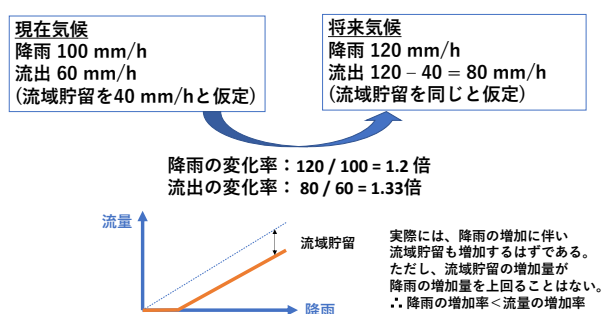 現在気候
降雨 100 mm/h
流出 60 mm/h
(流域貯留を40 mm/hと仮定)
将来気候
降雨 120 mm/h
流出 120 – 40 = 80 mm/h
(流域貯留を同じと仮定)
降雨の変化率：120 / 100 = 1.2 倍
流出の変化率： 80 / 60 = 1.33倍
流量
流域貯留
降雨
実際には、降雨の増加に伴い
流域貯留も増加するはずである。
ただし、流域貯留の増加量が
降雨の増加量を上回ることはない。
∴ 降雨の増加率＜流量の増加率